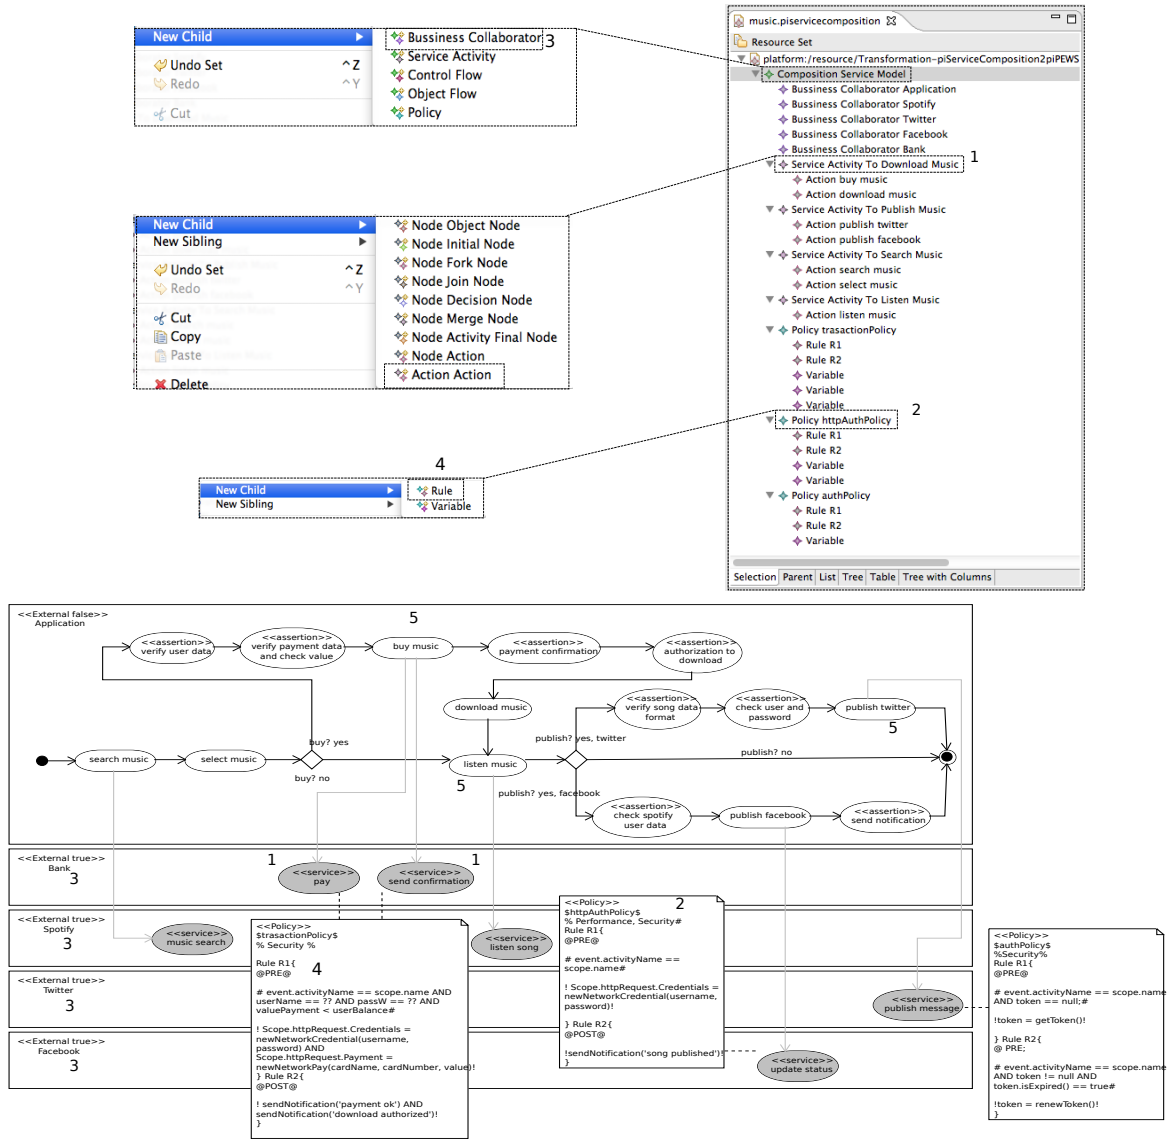 New Child
Undo Set ^Z
Redo ^Y
Cut
Bussiness Collaborator
3
Service Activity
Control Flow
Object Flow
Policy
New Child
New Sibling
Undo Set ^Z
Redo ^Y
Cut
Copy
Paste
Delete
Node Object Node
Node Initial Node
Node Fork Node
Node Join Node
Node Decision Node
Node Merge Node
Node Activity Final Node
Node Action
Action Action
4
New Child
New Sibling
Rule
Variable
music.piservicecomposition
Resource Set
platform:/resource/Transformation-piServiceComposition2piPEWS
Composition Service Model
Bussiness Collaborator Application
Bussiness Collaborator Spotify
Bussiness Collaborator Twitter
Bussiness Collaborator Facebook
Bussiness Collaborator Bank
Service Activity To Download Music
1
Action buy music
Action download music
Service Activity To Publish Music
Action publish twitter
Action publish facebook
Service Activity To Search Music
Action search music
Action select music
Service Activity To Listen Music
Action listen music
Policy trasactionPolicy
Rule R1
Rule R2
Variable
Variable
Variable
Policy httpAuthPolicy
2
Rule R1
Rule R2
Variable
Variable
Policy authPolicy
Rule R1
Rule R2
Variable
Selection Parent List Tree Table Tree with Columns
<<External false>>
Application
5
<<assertion>>
verify user data
<<assertion>>
verify payment data
and check value
buy music
<<assertion>>
payment confirmation
<<assertion>>
authorization to
download
download music
<<assertion>>
verify song data
format
<<assertion>>
check user and
password
publish twitter
5
buy? yes
publish? yes, twitter
publish? no
search music
select music
buy? no
listen music
5
publish? yes, facebook
<<assertion>>
check spotify
user data
publish facebook
<<assertion>>
send notification
<<External true>>
Bank
3
1
<<service>>
pay
1
<<service>>
send confirmation
<<External true>>
Spotify
3
<<service>>
music search
<<service>>
listen song
<<External true>>
Twitter
3
<<service>>
publish message
<<External true>>
Facebook
3
<<service>>
update status
<<Policy>>
$trasactionPolicy$
% Security %
Rule R1{
4
@PRE@
# event.activityName == scope.name AND
userName == ?? AND passW == ?? AND
valuePayment < userBalance#
! Scope.httpRequest.Credentials =
newNetworkCredential(username,
password) AND
Scope.httpRequest.Payment =
newNetworkPay(cardName, cardNumber, value)!
} Rule R2{
@POST@
! sendNotification('payment ok') AND
sendNotification('download authorized')!
}
<<Policy>>
2
$httpAuthPolicy$
% Performance, Security#
Rule R1{
@PRE@
# event.activityName ==
scope.name#
! Scope.httpRequest.Credentials =
newNetworkCredential(username,
password)!
} Rule R2{
@POST@
!sendNotification('song published')!
}
<<Policy>>
$authPolicy$
%Security%
Rule R1{
@PRE@
# event.activityName == scope.name
AND token == null;#
!token = getToken()!
} Rule R2{
@ PRE;
# event.activityName == scope.name
AND token != null AND
token.isExpired() == true#
!token = renewToken()!
}